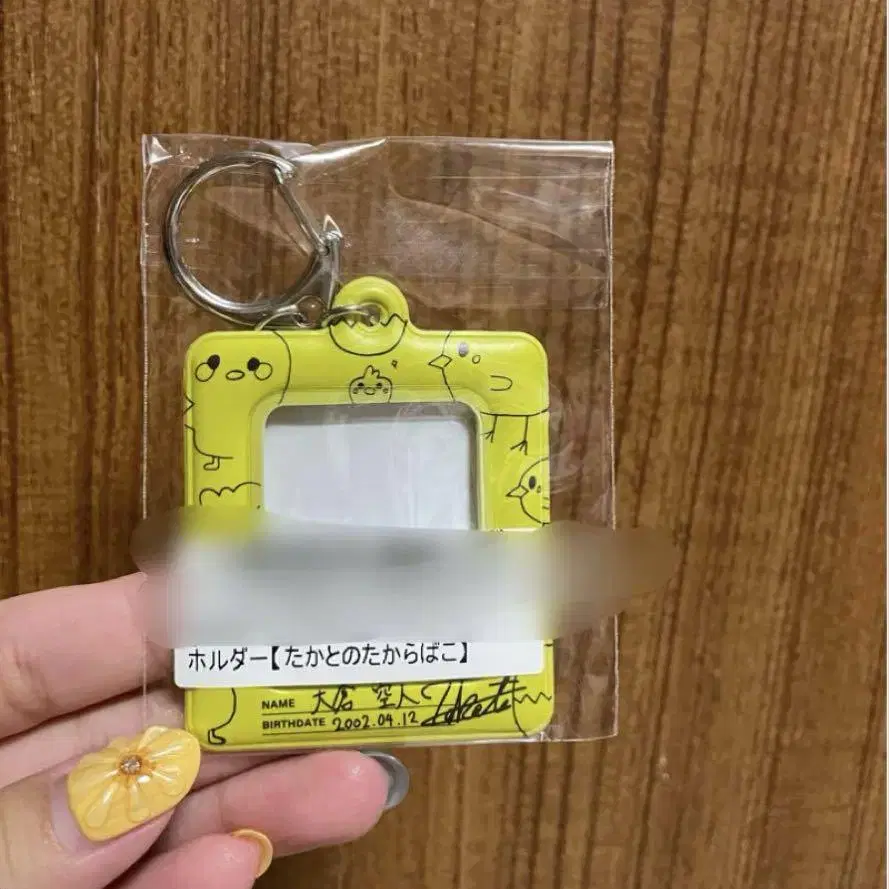 ホルダー【たかとのたからばこ】
NAME 大倉 空人 Takato
BIRTHDATE 2002.04.12